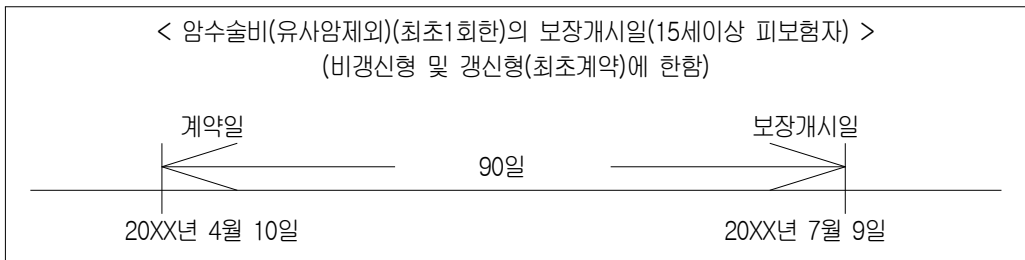 < 암수술비(유사암제외)(최초1회한)의 보장개시일(15세이상 피보험자) >
(비갱신형 및 갱신형(최초계약)에 한함)
계약일 보장개시일
90일
20XX년 4월 10일 20XX년 7월 9일